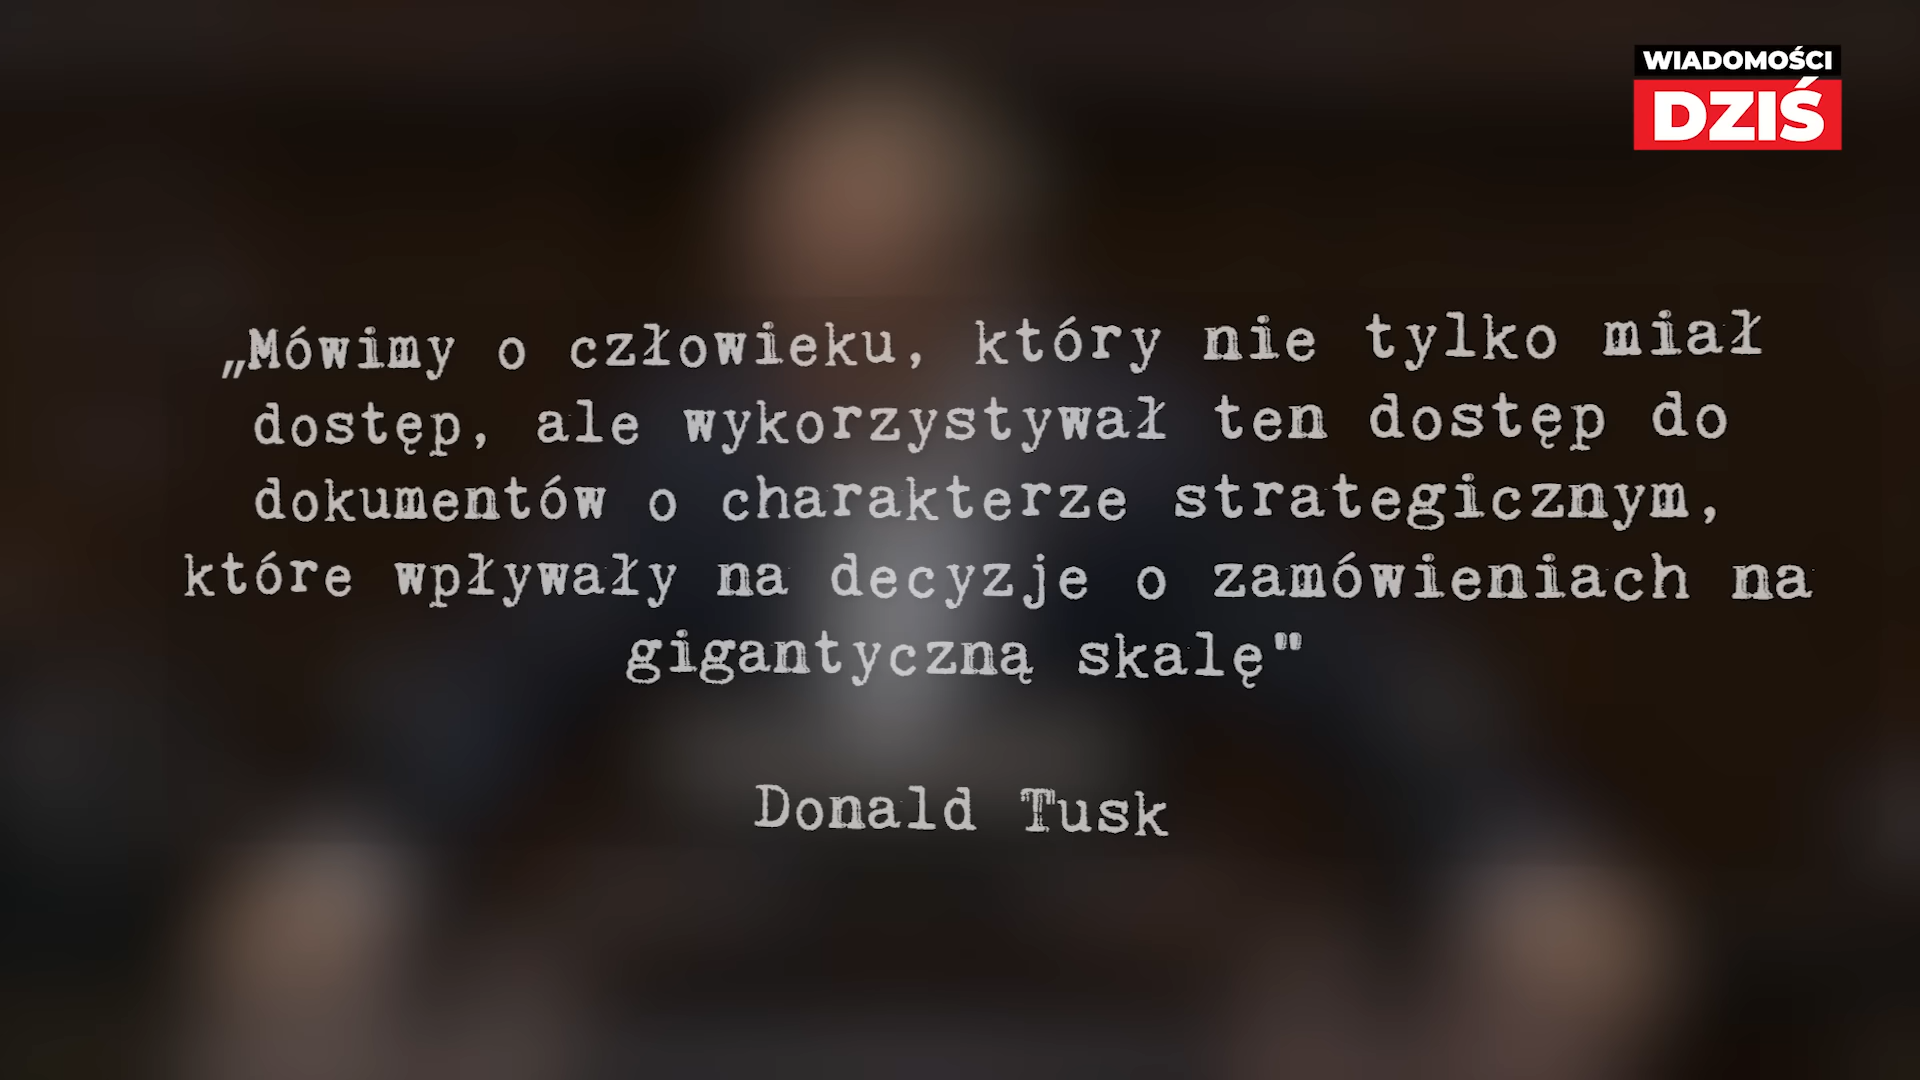 WIADOMOŚCI
DZIŚ
„Mówimy o człowieku, który nie tylko miał
dostęp, ale wykorzystywał ten dostęp do
dokumentów o charakterze strategicznym,
które wpływały na decyzje o zamówieniach na
gigantyczną skalę"
Donald Tusk